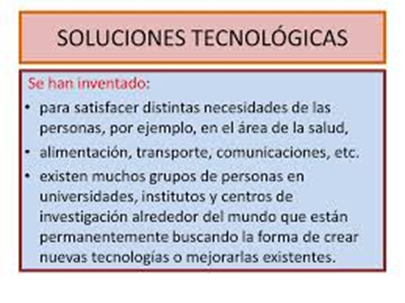 SOLUCIONES TECNOLÓGICAS
Se han inventado:
• para satisfacer distintas necesidades de las
personas, por ejemplo, en el área de la salud,
• alimentación, transporte, comunicaciones, etc.
• existen muchos grupos de personas en
universidades, institutos y centros de
investigación alrededor del mundo que están
permanentemente buscando la forma de crear
nuevas tecnologías o mejorarlas existentes.